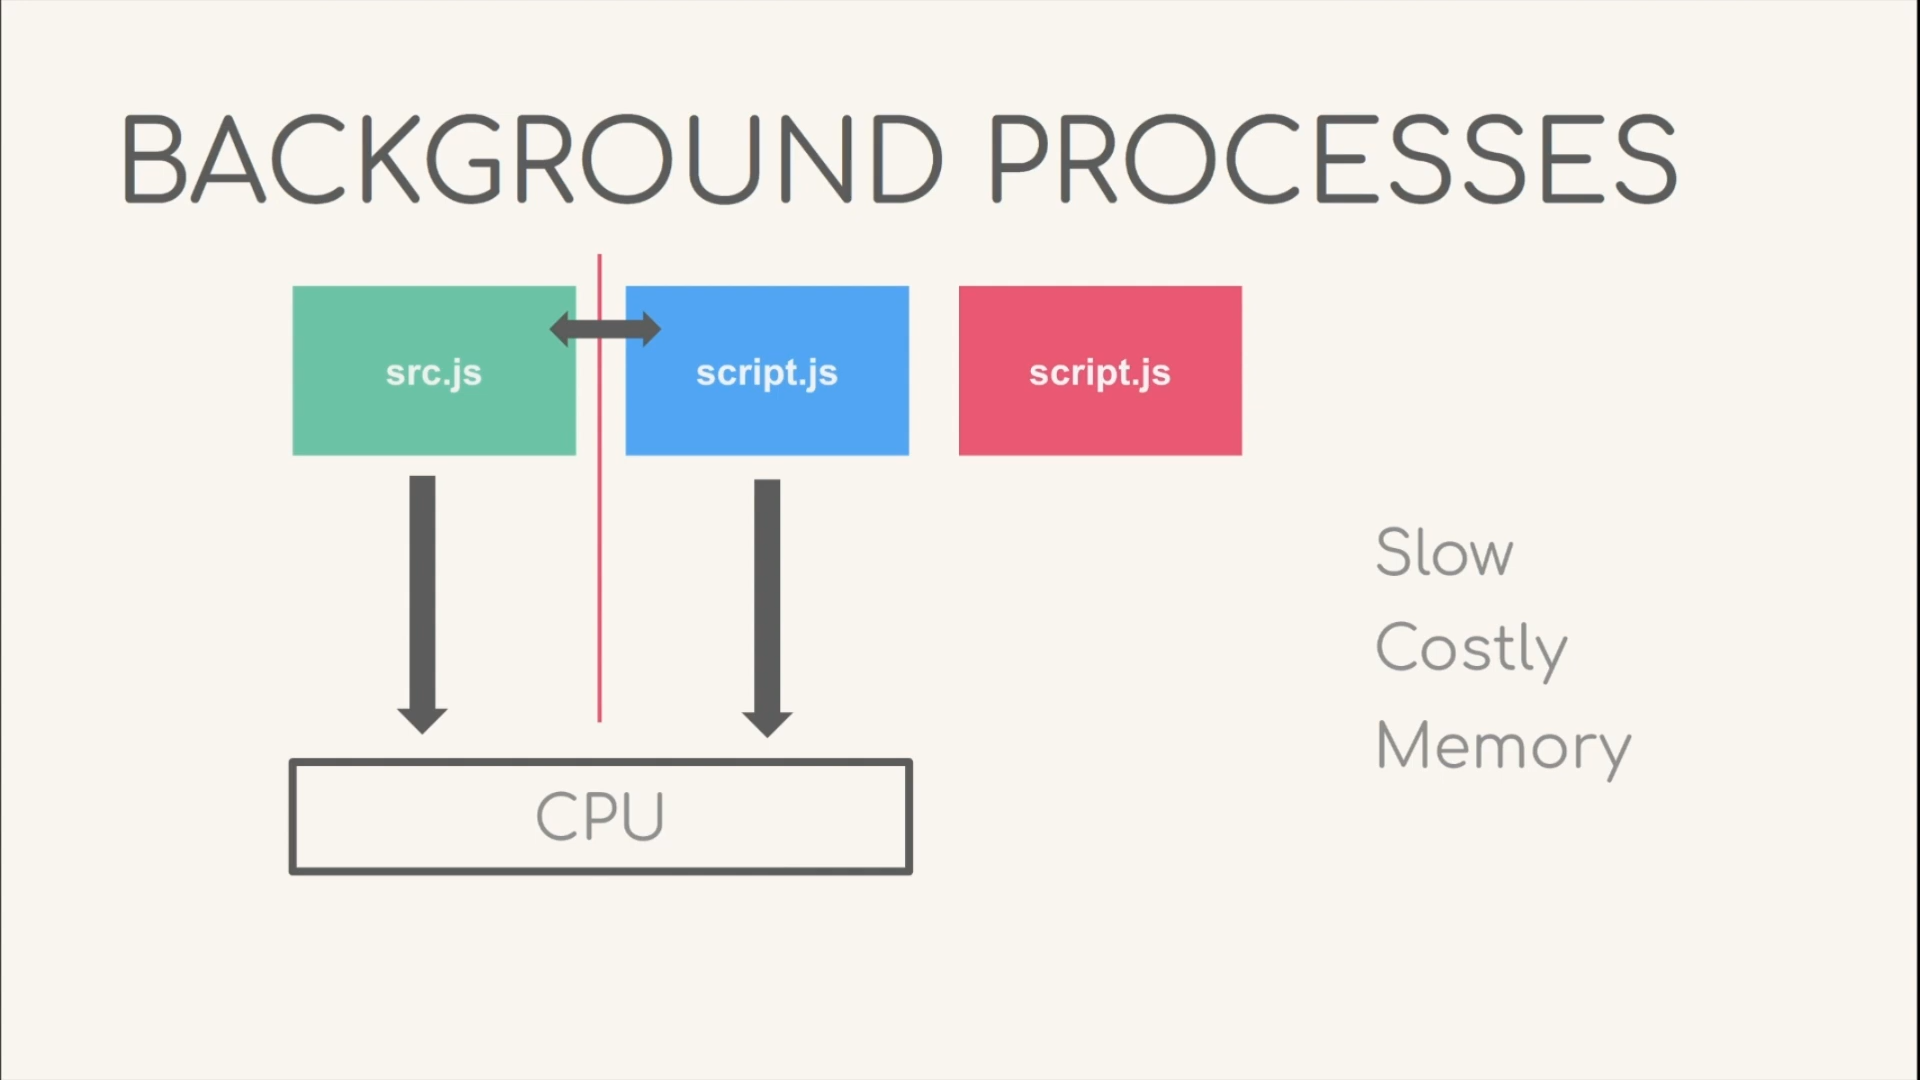 BACKGROUND PROCESSES
src.js
script.js
script.js
Slow
Costly
Memory
CPU